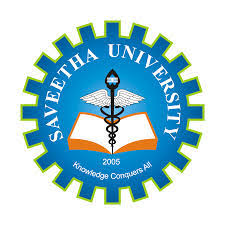 SAVEETHA UNIVERSITY
2005
Knowledge Conquers All